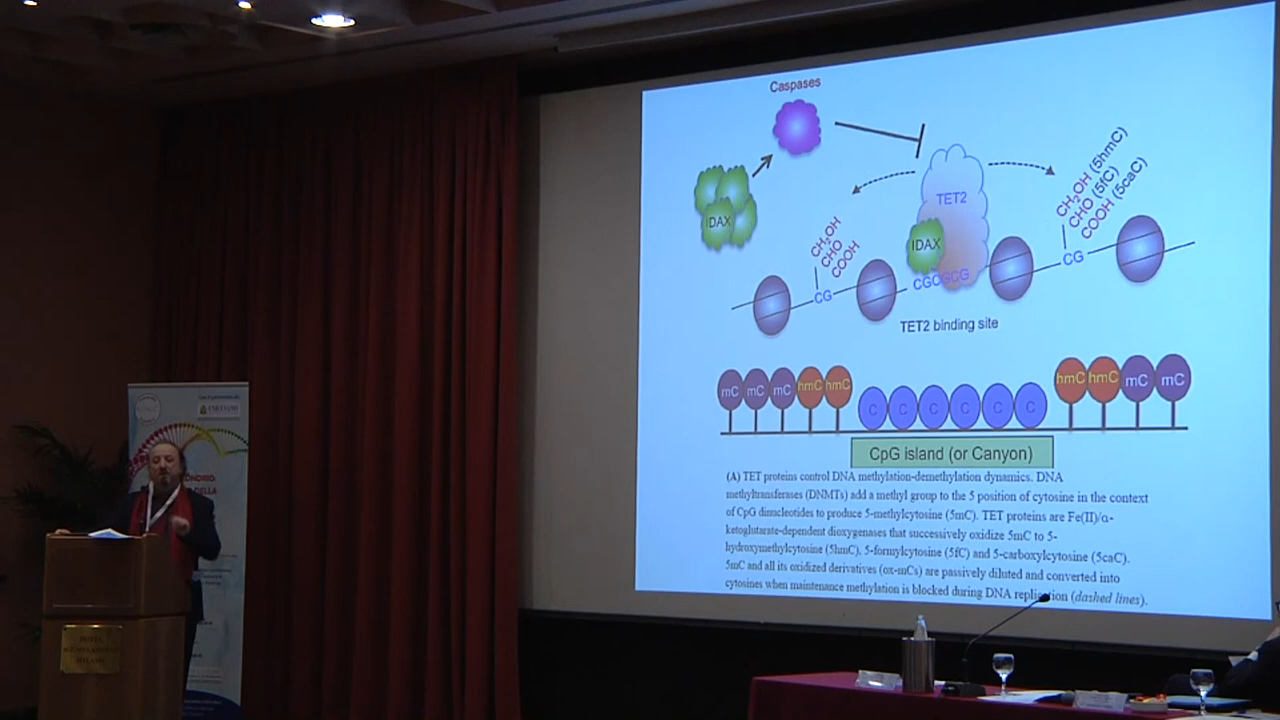 Caspases
IDAX
TET2
IDAX
CH2OH (5hmC)
CHO (5fC)
COOH (5caC)
CH2OH
CHO
COOH
CG
CGCGCG
CG
TET2 binding site
mC mC mC hmC hmC C C C C C C hmC hmC mC mC
CpG island (or Canyon)
(A) TET proteins control DNA methylation-demethylation dynamics. DNA
methyltransferases (DNMTs) add a methyl group to the 5 position of cytosine in the context
of CpG dinucleotides to produce 5-methylcytosine (5mC). TET proteins are Fe(II)/α-
ketoglutarate-dependent dioxygenases that successively oxidize 5mC to 5-
hydroxymethylcytosine (5hmC), 5-formylcytosine (5fC) and 5-carboxylcytosine (5caC).
5mC and all its oxidized derivatives (ox-mCs) are passively diluted and converted into
cytosines when maintenance methylation is blocked during DNA replication (dashed lines).
HOTEL
MILANO